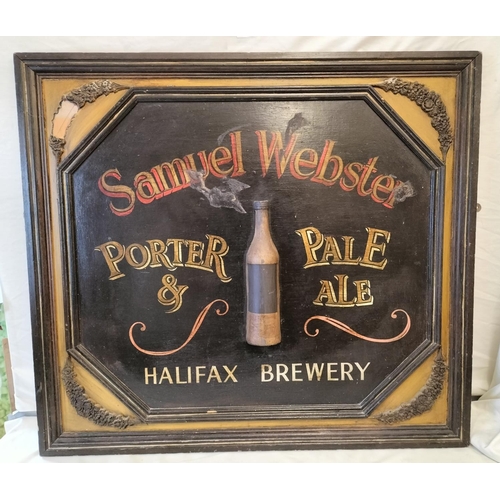 Samuel Webster
PORTER PALE
& ALE
HALIFAX BREWERY